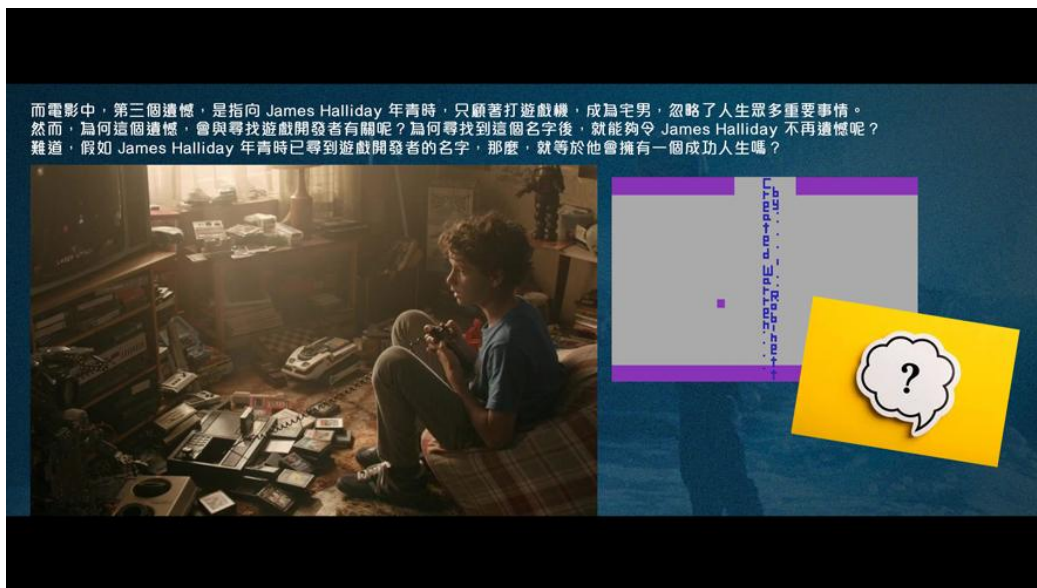 而電影中，第三個遺憾，是指向 James Halliday 年青時，只顧著打遊戲機，成為宅男，忽略了人生眾多重要事情。
然而，為何這個遺憾，會與尋找遊戲開發者有關呢？為何尋找到這個名字後，就能夠令 James Halliday 不再遺憾呢？
難道，假如 James Halliday 年青時已尋到遊戲開發者的名字，那麼，就等於他會擁有一個成功人生嗎？
Created
by
Warren
Robinett
?